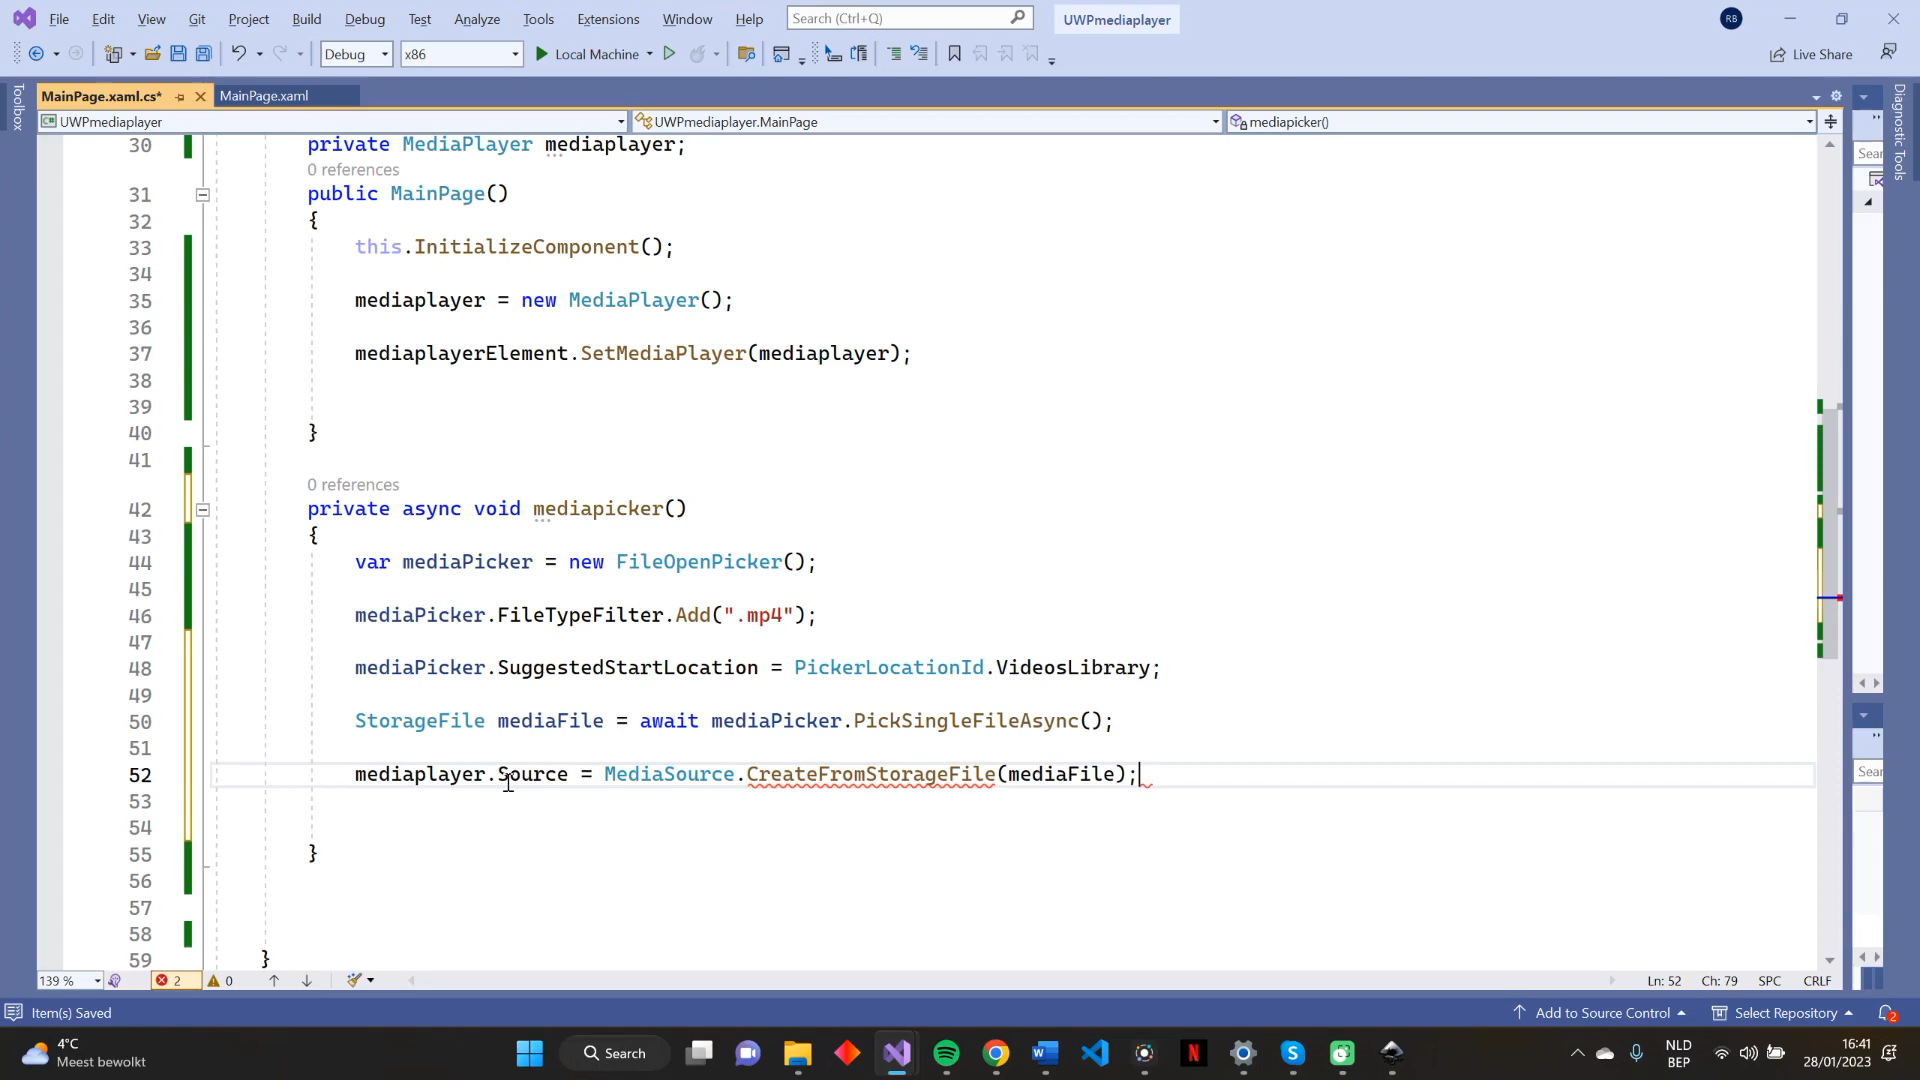 File Edit View Git Project Build Debug Test Analyze Tools Extensions Window Help Search (Ctrl+Q) UWPmediaplayer RB
Debug x86 Local Machine Live Share
Toolbox
MainPage.xaml.cs* MainPage.xaml
Diagnostic Tools
UWPmediaplayer UWPmediaplayer.MainPage mediapicker()
30 private MediaPlayer mediaplayer;
0 references
31 public MainPage()
32 {
33 this.InitializeComponent();
34
35 mediaplayer = new MediaPlayer();
36
37 mediaplayerElement.SetMediaPlayer(mediaplayer);
38
39
40 }
41
0 references
42 private async void mediapicker()
43 {
44 var mediaPicker = new FileOpenPicker();
45
46 mediaPicker.FileTypeFilter.Add(".mp4");
47
48 mediaPicker.SuggestedStartLocation = PickerLocationId.VideosLibrary;
49
50 StorageFile mediaFile = await mediaPicker.PickSingleFileAsync();
51
52 mediaplayer.Source = MediaSource.CreateFromStorageFile(mediaFile);
53
54
55 }
56
57
58
59 }
Sear
Sear
139 % 2 0 Ln: 52 Ch: 79 SPC CRLF
Item(s) Saved Add to Source Control Select Repository 2
4°C
Meest bewolkt
Search
NLD
BEP
16:41
28/01/2023